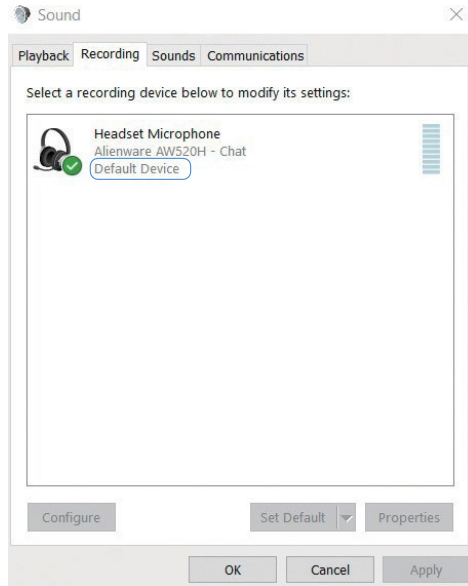 Sound
Playback Recording Sounds Communications
Select a recording device below to modify its settings:
Headset Microphone
Alienware AW520H - Chat
Default Device
Configure Set Default Properties
OK Cancel Apply